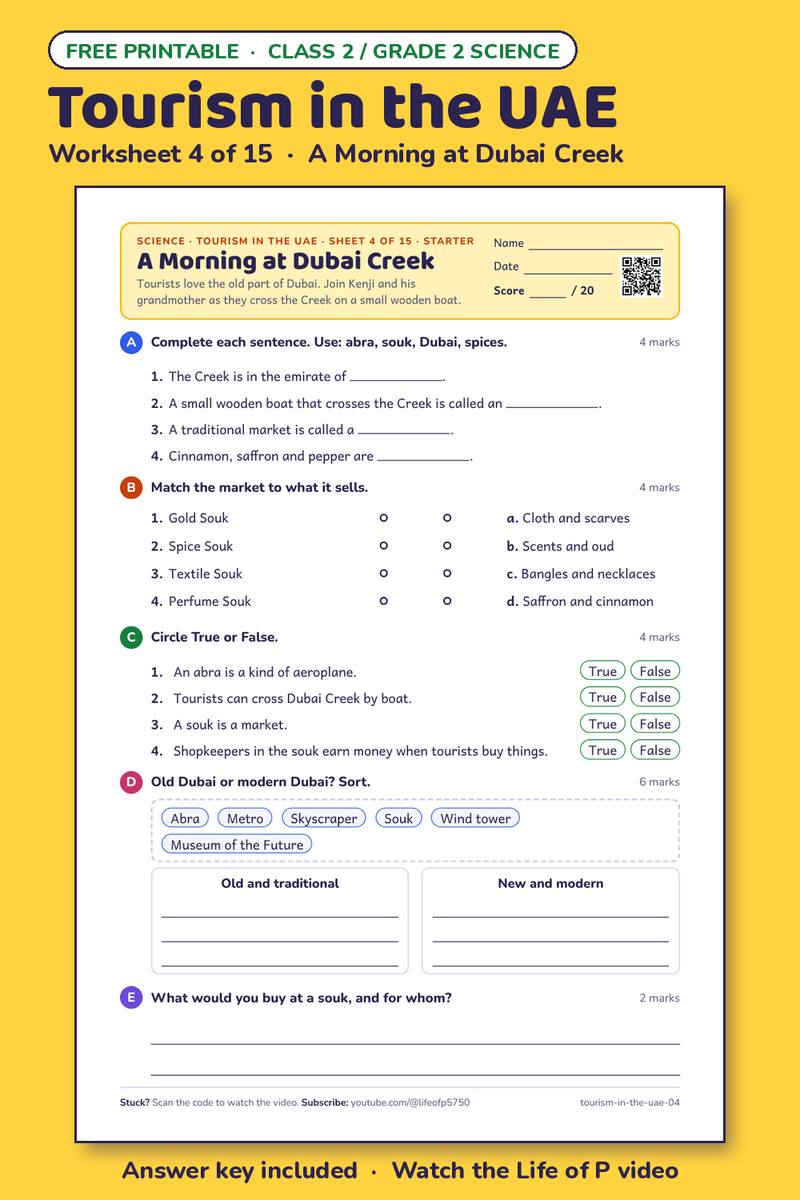 FREE PRINTABLE · CLASS 2 / GRADE 2 SCIENCE
Tourism in the UAE
Worksheet 4 of 15 · A Morning at Dubai Creek
SCIENCE · TOURISM IN THE UAE · SHEET 4 OF 15 · STARTER
A Morning at Dubai Creek
Tourists love the old part of Dubai. Join Kenji and his
grandmother as they cross the Creek on a small wooden boat.
Name ____________
Date ____________
Score ______ / 20
A Complete each sentence. Use: abra, souk, Dubai, spices. 4 marks
1. The Creek is in the emirate of ____________.
2. A small wooden boat that crosses the Creek is called an ____________.
3. A traditional market is called a ____________.
4. Cinnamon, saffron and pepper are ____________.
B Match the market to what it sells. 4 marks
1. Gold Souk a. Cloth and scarves
2. Spice Souk b. Scents and oud
3. Textile Souk c. Bangles and necklaces
4. Perfume Souk d. Saffron and cinnamon
C Circle True or False. 4 marks
1. An abra is a kind of aeroplane. True False
2. Tourists can cross Dubai Creek by boat. True False
3. A souk is a market. True False
4. Shopkeepers in the souk earn money when tourists buy things. True False
D Old Dubai or modern Dubai? Sort. 6 marks
Abra Metro Skyscraper Souk Wind tower
Museum of the Future
Old and traditional New and modern
E What would you buy at a souk, and for whom? 2 marks
Stuck? Scan the code to watch the video. Subscribe: youtube.com/@lifeofp5750 tourism-in-the-uae-04
Answer key included · Watch the Life of P video